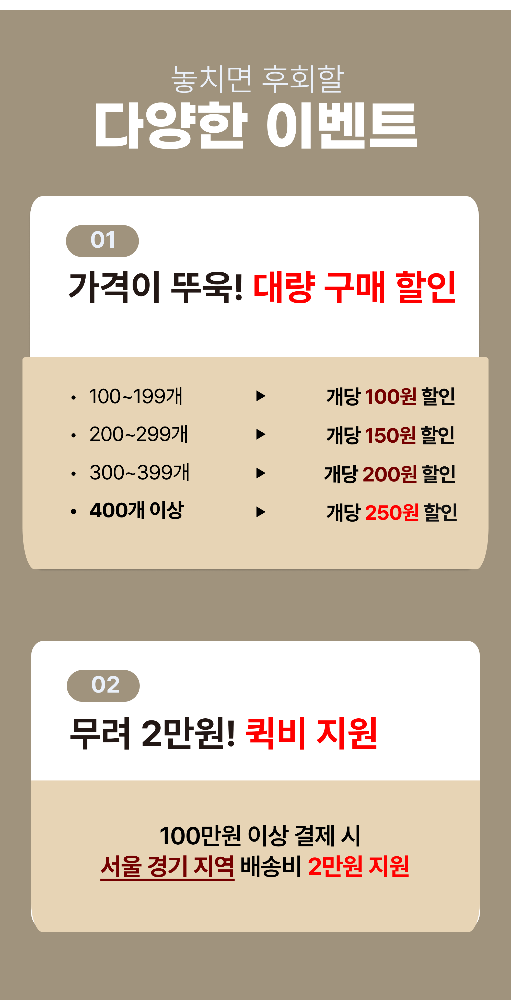 놓치면 후회할
다양한 이벤트
01
가격이 뚜욱! 대량 구매 할인
• 100~199개 ▶ 개당 100원 할인
• 200~299개 ▶ 개당 150원 할인
• 300~399개 ▶ 개당 200원 할인
• 400개 이상 ▶ 개당 250원 할인
02
무려 2만원! 퀵비 지원
100만원 이상 결제 시
서울 경기 지역 배송비 2만원 지원